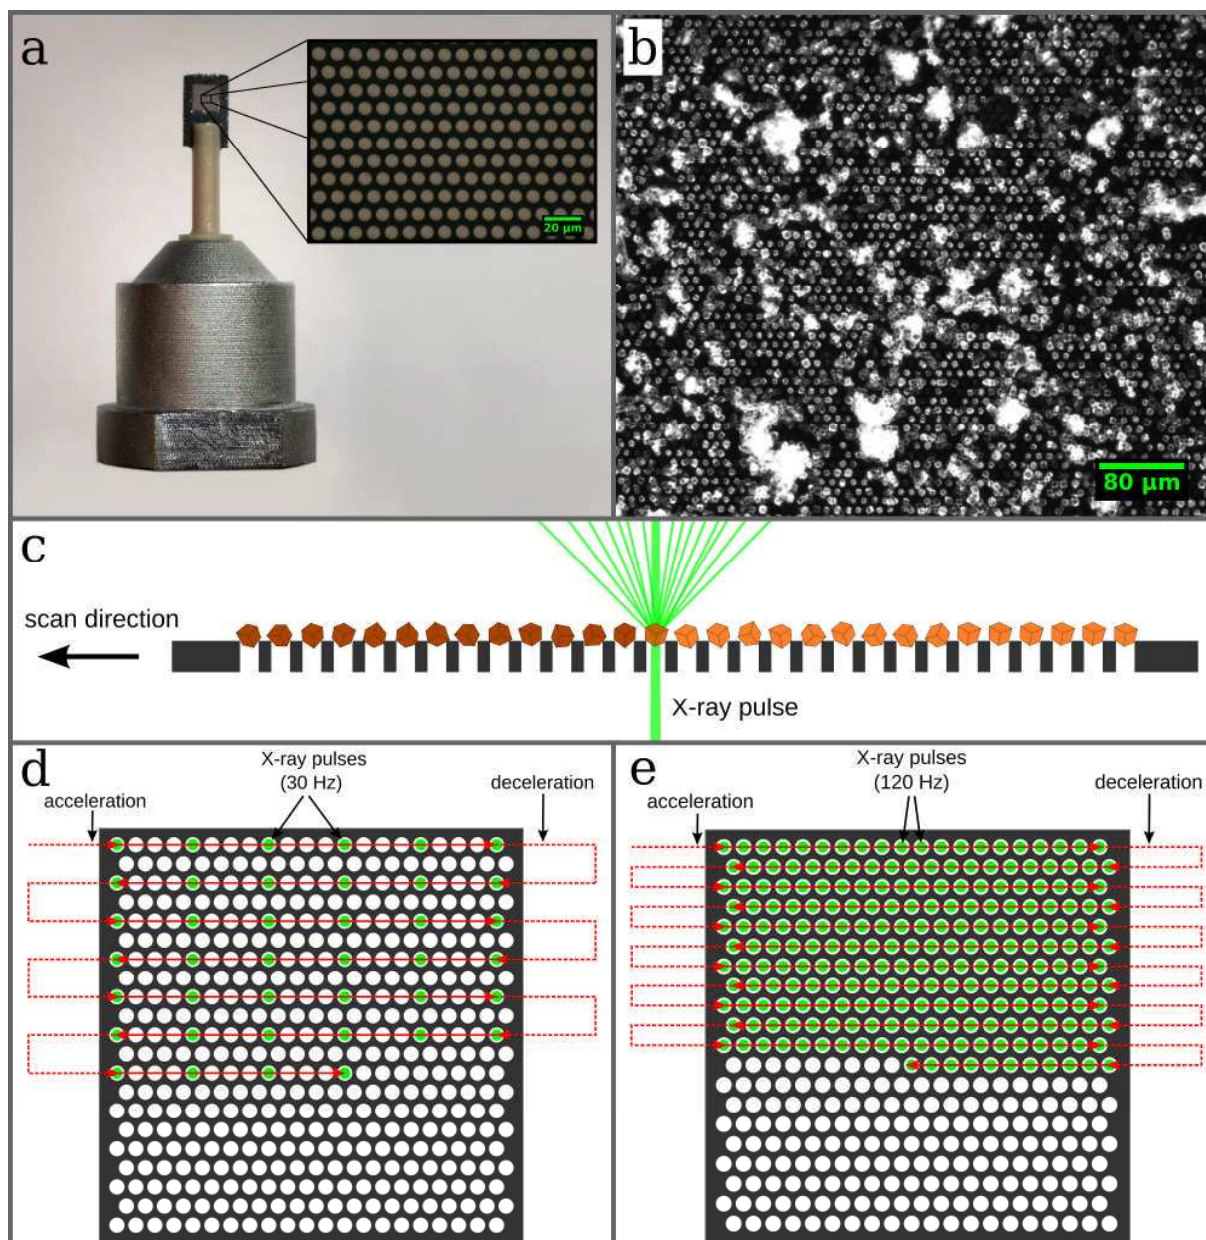 a
20 µm
b
80 µm
c
scan direction
X-ray pulse
d
X-ray pulses
(30 Hz)
acceleration
deceleration
e
X-ray pulses
(120 Hz)
acceleration
deceleration